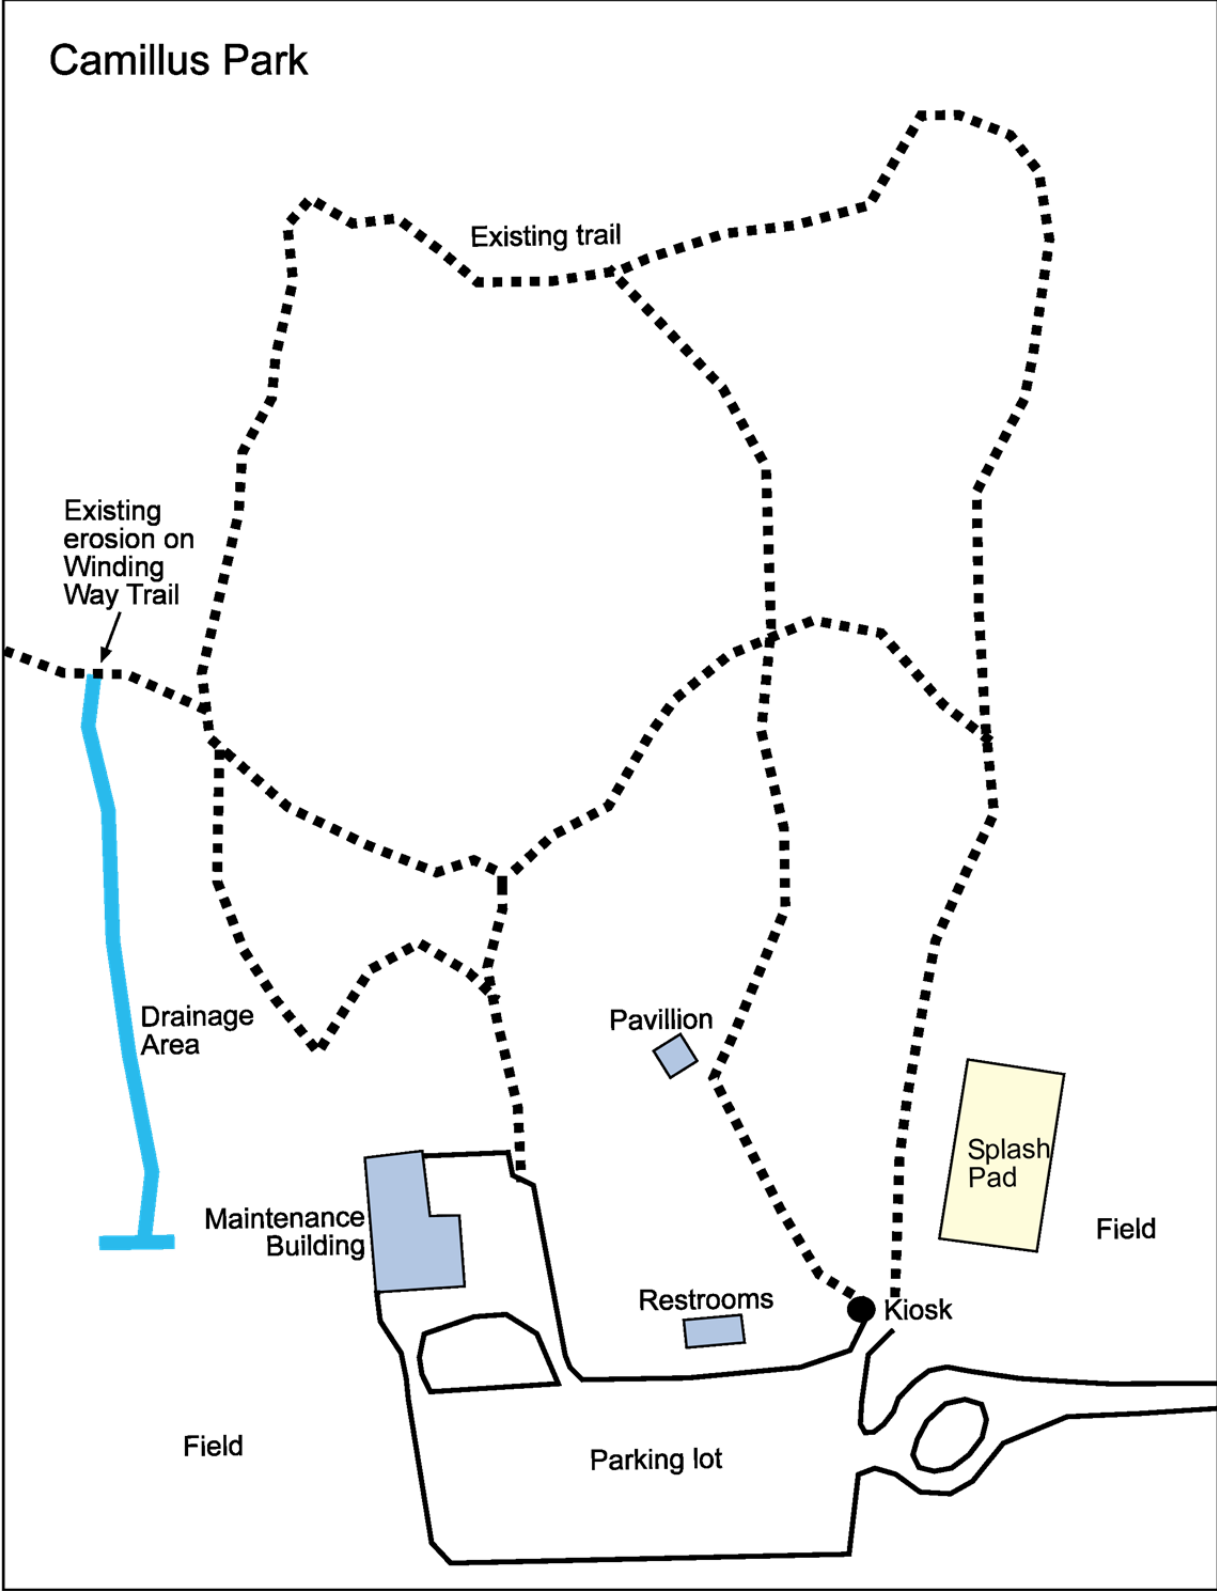 Camillus Park
Existing trail
Existing
erosion on
Winding
Way Trail
Drainage
Area
Pavillion
Splash
Pad
Maintenance
Building
Field
Restrooms
Kiosk
Field
Parking lot